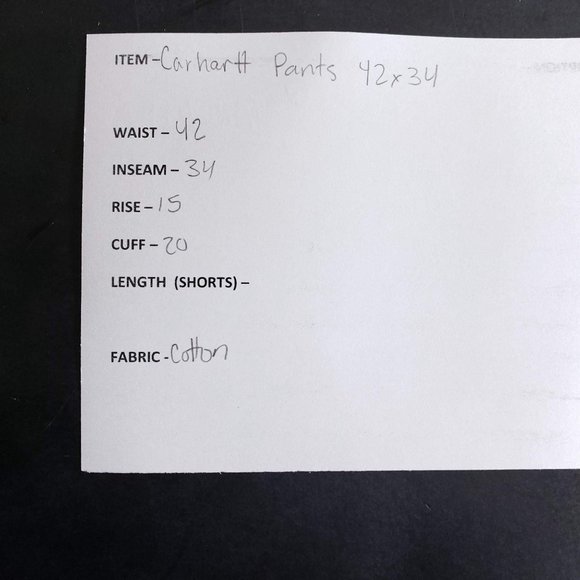 ITEM – Carhartt Pants 42x34
WAIST – 42
INSEAM – 34
RISE – 15
CUFF – 20
LENGTH (SHORTS) –
FABRIC - Cotton